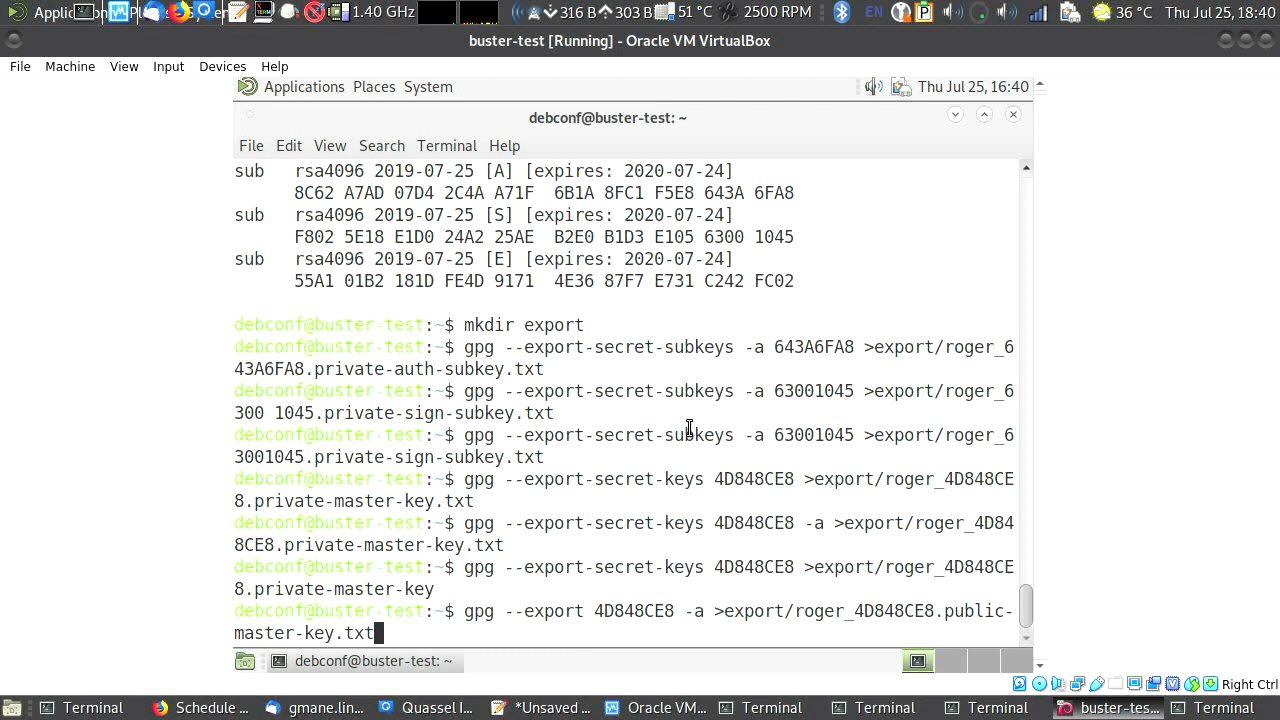 1.40 GHz 316 B 303 B 51 °C 2500 RPM EN 36 °C Thu Jul 25, 18:40
buster-test [Running] - Oracle VM VirtualBox
File Machine View Input Devices Help
Applications Places System Thu Jul 25, 16:40
debconf@buster-test: ~
File Edit View Search Terminal Help
sub   rsa4096 2019-07-25 [A] [expires: 2020-07-24]
      8C62 A7AD 07D4 2C4A A71F  6B1A 8FC1 F5E8 643A 6FA8
sub   rsa4096 2019-07-25 [S] [expires: 2020-07-24]
      F802 5E18 E1D0 24A2 25AE  B2E0 B1D3 E105 6300 1045
sub   rsa4096 2019-07-25 [E] [expires: 2020-07-24]
      55A1 01B2 181D FE4D 9171  4E36 87F7 E731 C242 FC02
debconf@buster-test:~$ mkdir export
debconf@buster-test:~$ gpg --export-secret-subkeys -a 643A6FA8 >export/roger_6
43A6FA8.private-auth-subkey.txt
debconf@buster-test:~$ gpg --export-secret-subkeys -a 63001045 >export/roger_6
300 1045.private-sign-subkey.txt
debconf@buster-test:~$ gpg --export-secret-subkeys -a 63001045 >export/roger_6
3001045.private-sign-subkey.txt
debconf@buster-test:~$ gpg --export-secret-keys 4D848CE8 >export/roger_4D848CE
8.private-master-key.txt
debconf@buster-test:~$ gpg --export-secret-keys 4D848CE8 -a >export/roger_4D84
8CE8.private-master-key.txt
debconf@buster-test:~$ gpg --export-secret-keys 4D848CE8 >export/roger_4D848CE
8.private-master-key
debconf@buster-test:~$ gpg --export 4D848CE8 -a >export/roger_4D848CE8.public-
master-key.txt
debconf@buster-test: ~
Right Ctrl
Terminal Schedule ... gmane.lin... Quassel I... *Unsaved ... Oracle VM... Terminal Terminal Terminal buster-tes... Terminal